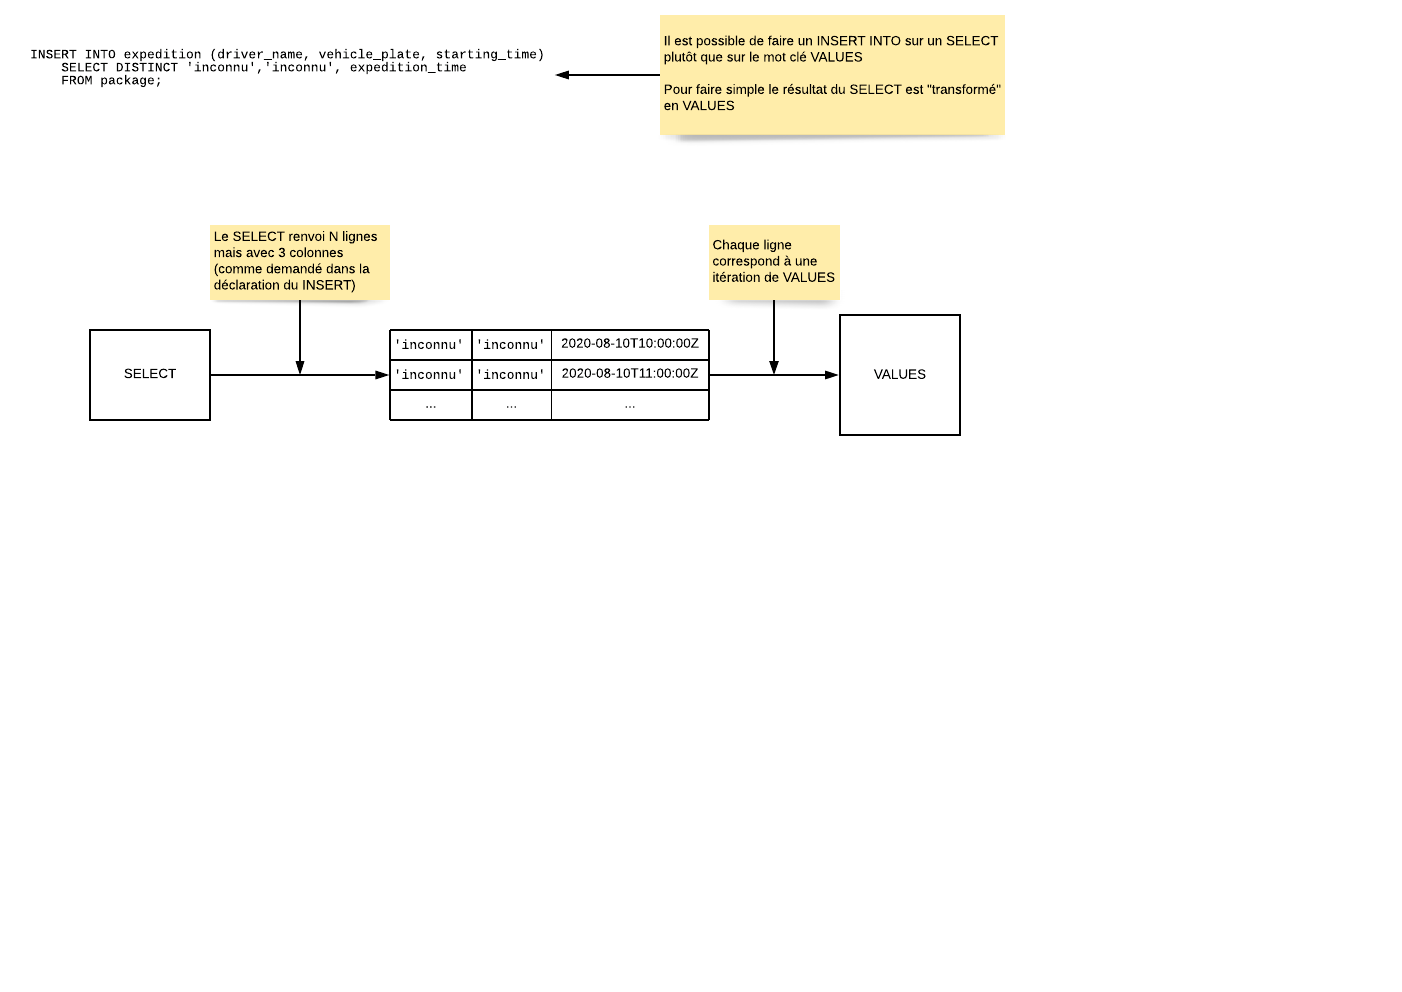 INSERT INTO expedition (driver_name, vehicle_plate, starting_time)
SELECT DISTINCT 'inconnu','inconnu', expedition_time
FROM package;
Il est possible de faire un INSERT INTO sur un SELECT
plutôt que sur le mot clé VALUES
Pour faire simple le résultat du SELECT est "transformé"
en VALUES
Le SELECT renvoi N lignes
mais avec 3 colonnes
(comme demandé dans la
déclaration du INSERT)
Chaque ligne
correspond à une
itération de VALUES
SELECT
'inconnu' 'inconnu' 2020-08-10T10:00:00Z
'inconnu' 'inconnu' 2020-08-10T11:00:00Z
... ... ...
VALUES